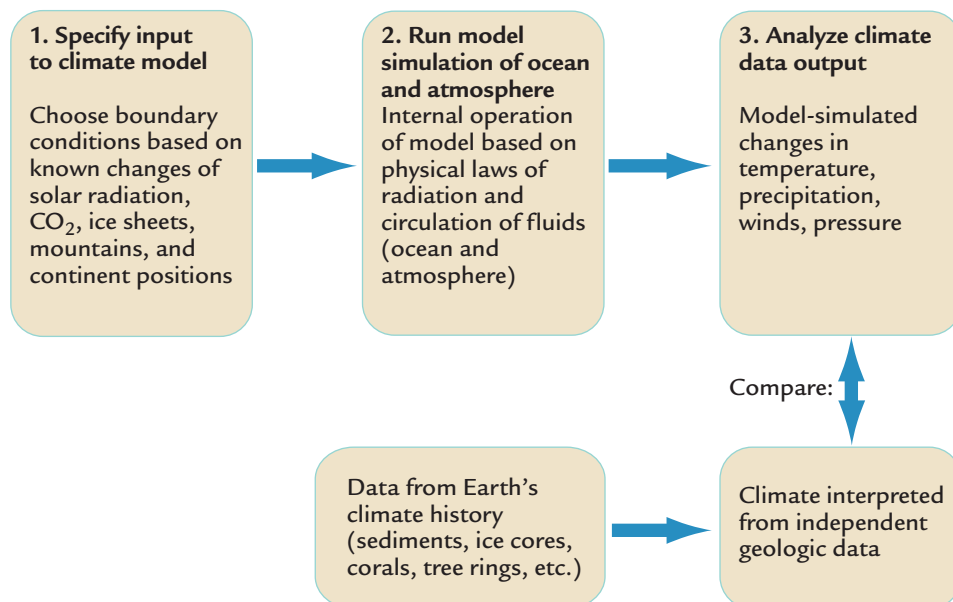 1. Specify input
to climate model
Choose boundary
conditions based on
known changes of
solar radiation,
CO₂, ice sheets,
mountains, and
continent positions
2. Run model
simulation of ocean
and atmosphere
Internal operation
of model based on
physical laws of
radiation and
circulation of fluids
(ocean and
atmosphere)
3. Analyze climate
data output
Model-simulated
changes in
temperature,
precipitation,
winds, pressure
Compare:
Data from Earth’s
climate history
(sediments, ice cores,
corals, tree rings, etc.)
Climate interpreted
from independent
geologic data